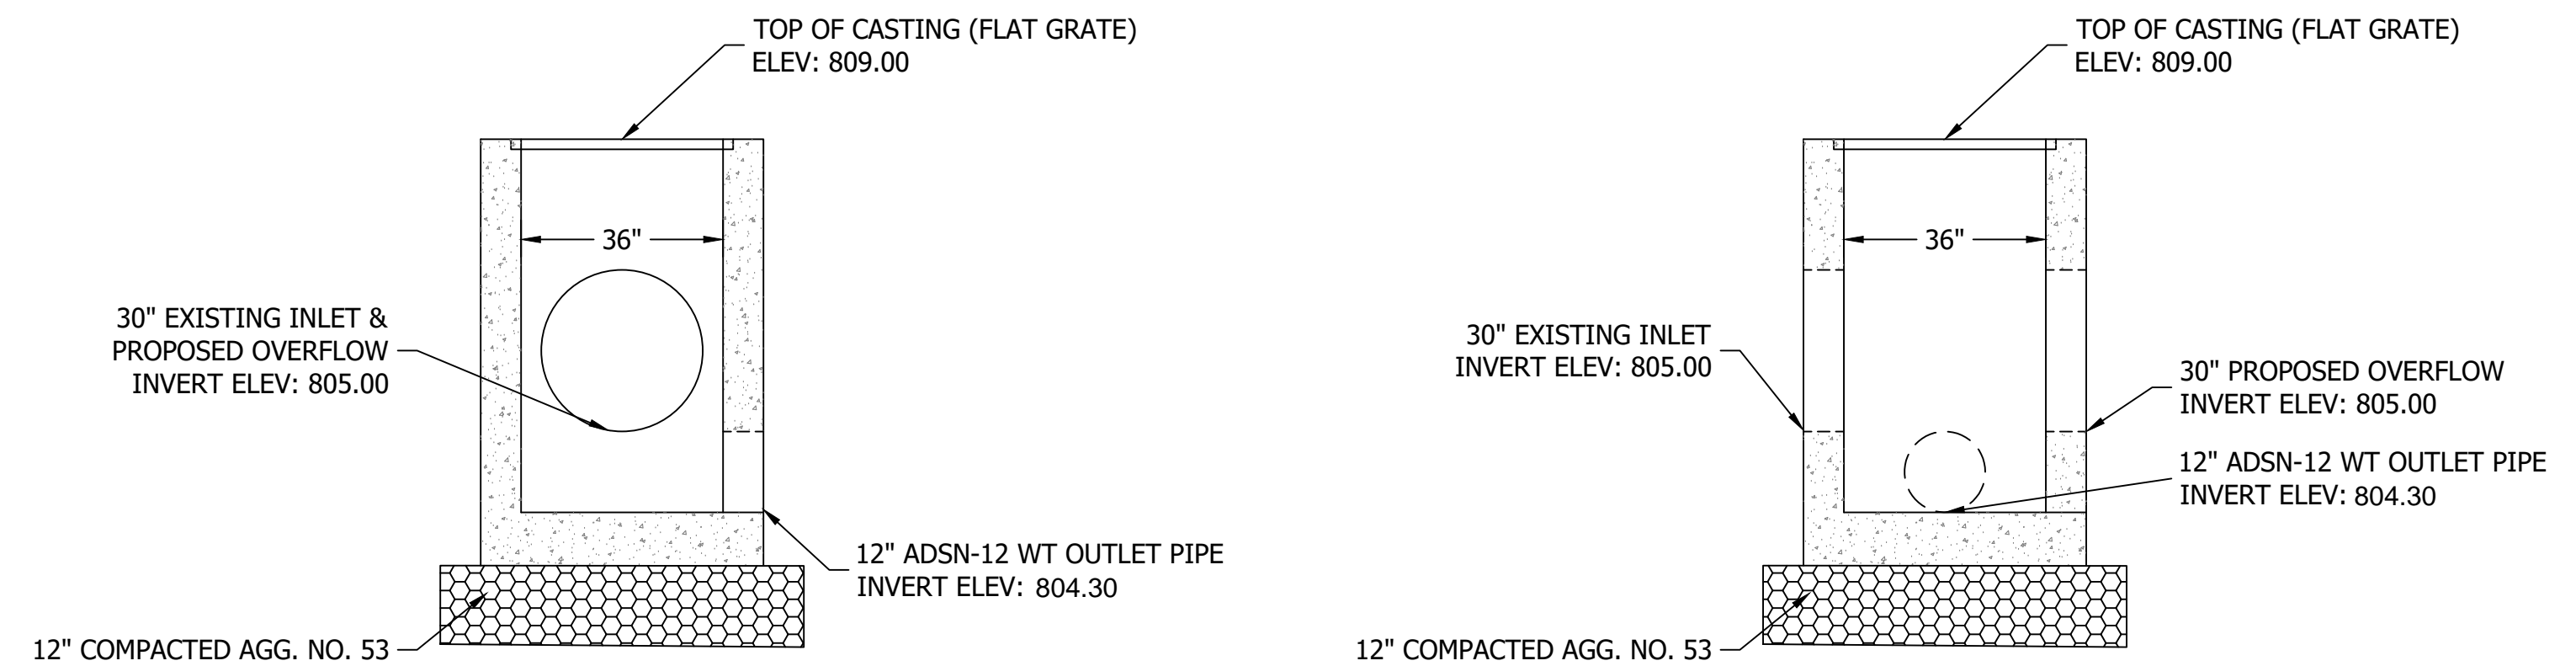 TOP OF CASTING (FLAT GRATE)
ELEV: 809.00
36"
30" EXISTING INLET &
PROPOSED OVERFLOW
INVERT ELEV: 805.00
12" ADSN-12 WT OUTLET PIPE
INVERT ELEV: 804.30
12" COMPACTED AGG. NO. 53
TOP OF CASTING (FLAT GRATE)
ELEV: 809.00
36"
30" EXISTING INLET
INVERT ELEV: 805.00
30" PROPOSED OVERFLOW
INVERT ELEV: 805.00
12" ADSN-12 WT OUTLET PIPE
INVERT ELEV: 804.30
12" COMPACTED AGG. NO. 53